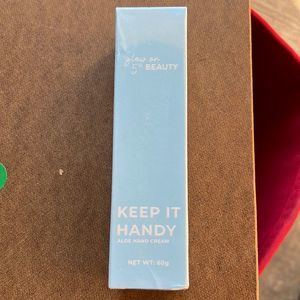 glow on
5th BEAUTY
KEEP IT
HANDY
ALOE HAND CREAM
NET WT: 60g